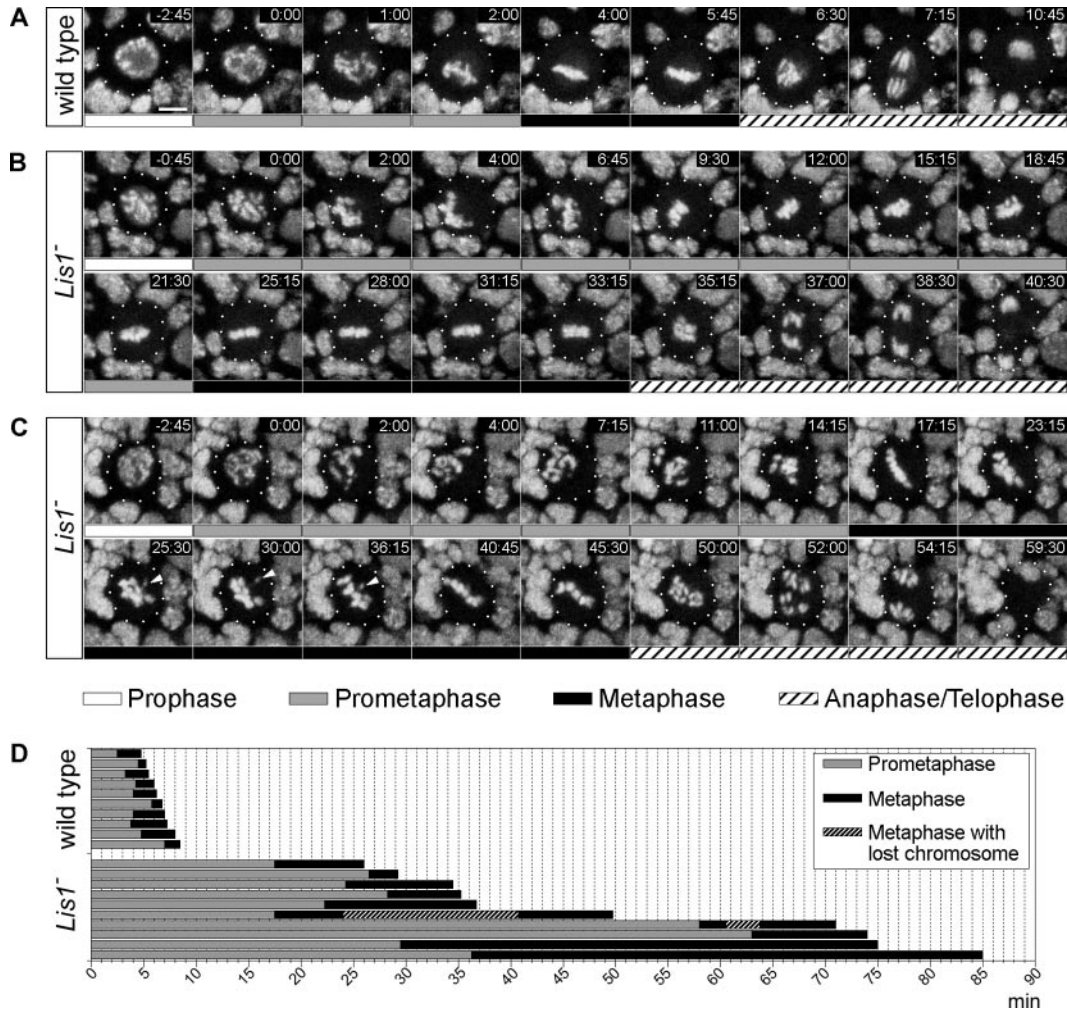 A
wild type
-2:45 0:00 1:00 2:00 4:00 5:45 6:30 7:15 10:45
B
Lis1-
-0:45 0:00 2:00 4:00 6:45 9:30 12:00 15:15 18:45
21:30 25:15 28:00 31:15 33:15 35:15 37:00 38:30 40:30
C
Lis1-
-2:45 0:00 2:00 4:00 7:15 11:00 14:15 17:15 23:15
25:30 30:00 36:15 40:45 45:30 50:00 52:00 54:15 59:30
Prophase Prometaphase Metaphase Anaphase/Telophase
D
wild type
Lis1-
Prometaphase
Metaphase
Metaphase with
lost chromosome
0 5 10 15 20 25 30 35 40 45 50 55 60 65 70 75 80 85 90
min